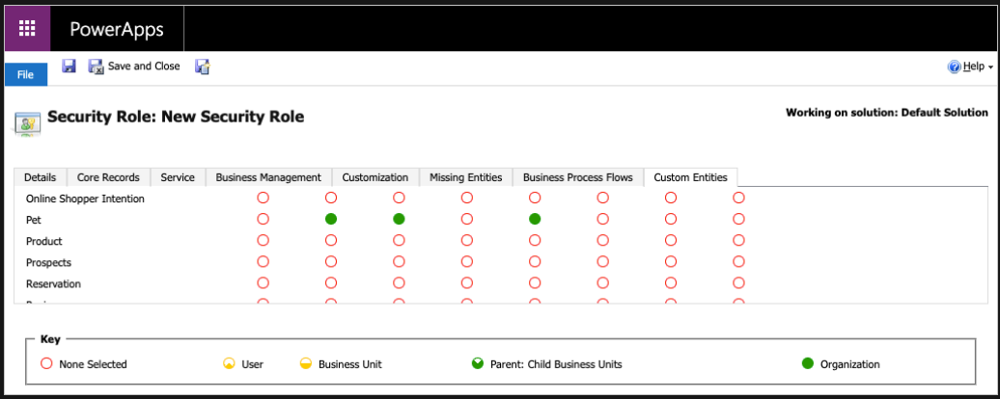 PowerApps
File Save and Close Help
Security Role: New Security Role
Working on solution: Default Solution
Details Core Records Service Business Management Customization Missing Entities Business Process Flows Custom Entities
Online Shopper Intention
Pet
Product
Prospects
Reservation
Key
None Selected User Business Unit Parent: Child Business Units Organization